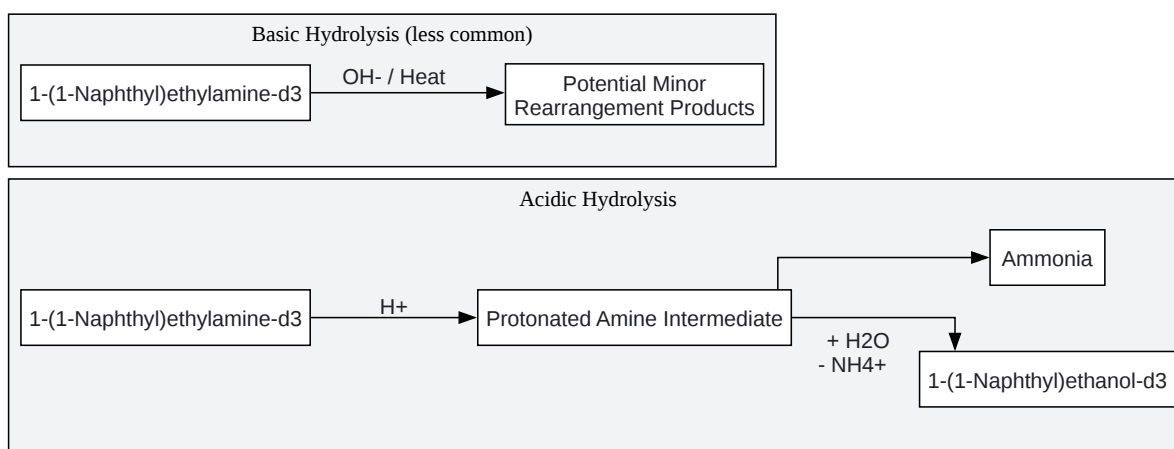 Basic Hydrolysis (less common)
1-(1-Naphthyl)ethylamine-d3
OH- / Heat
Potential Minor
Rearrangement Products
Acidic Hydrolysis
1-(1-Naphthyl)ethylamine-d3
H+
Protonated Amine Intermediate
Ammonia
+ H2O
- NH4+
1-(1-Naphthyl)ethanol-d3